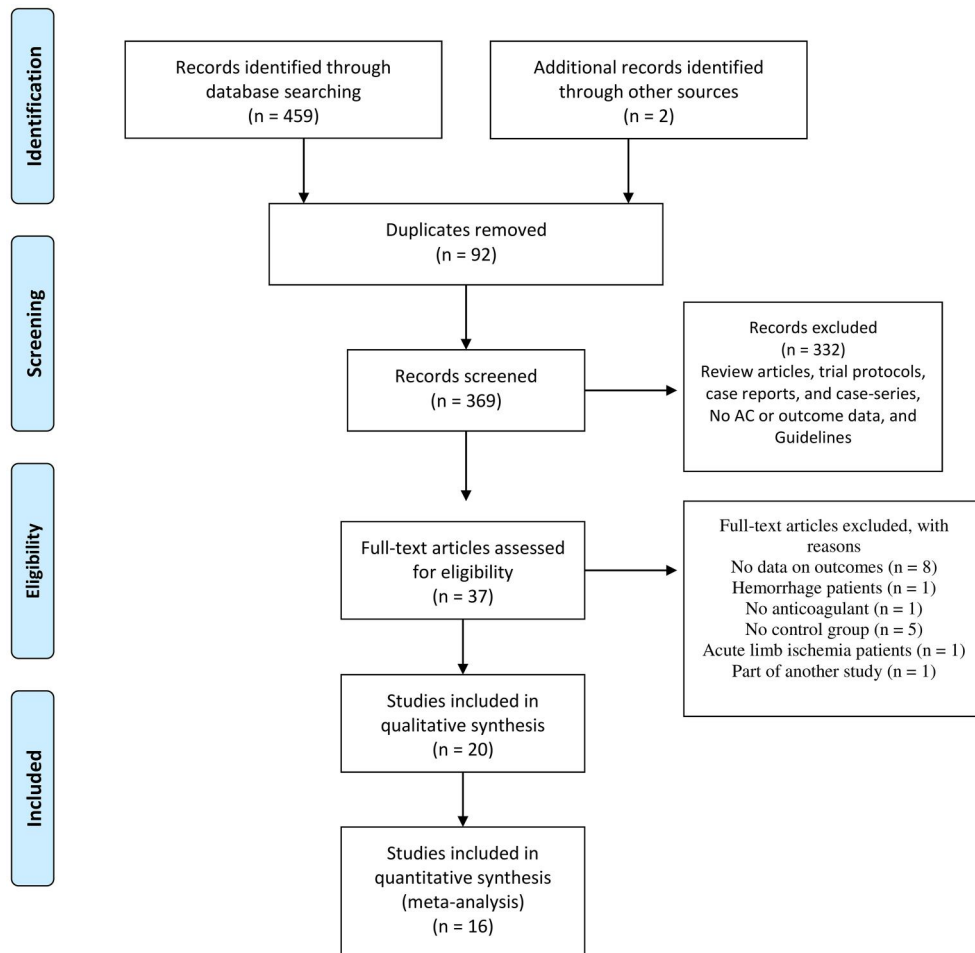 Identification
Records identified through
database searching
(n = 459)
Additional records identified
through other sources
(n = 2)
Duplicates removed
(n = 92)
Screening
Records screened
(n = 369)
Records excluded
(n = 332)
Review articles, trial protocols,
case reports, and case-series,
No AC or outcome data, and
Guidelines
Eligibility
Full-text articles assessed
for eligibility
(n = 37)
Full-text articles excluded, with
reasons
No data on outcomes (n = 8)
Hemorrhage patients (n = 1)
No anticoagulant (n = 1)
No control group (n = 5)
Acute limb ischemia patients (n = 1)
Part of another study (n = 1)
Included
Studies included in
qualitative synthesis
(n = 20)
Studies included in
quantitative synthesis
(meta-analysis)
(n = 16)